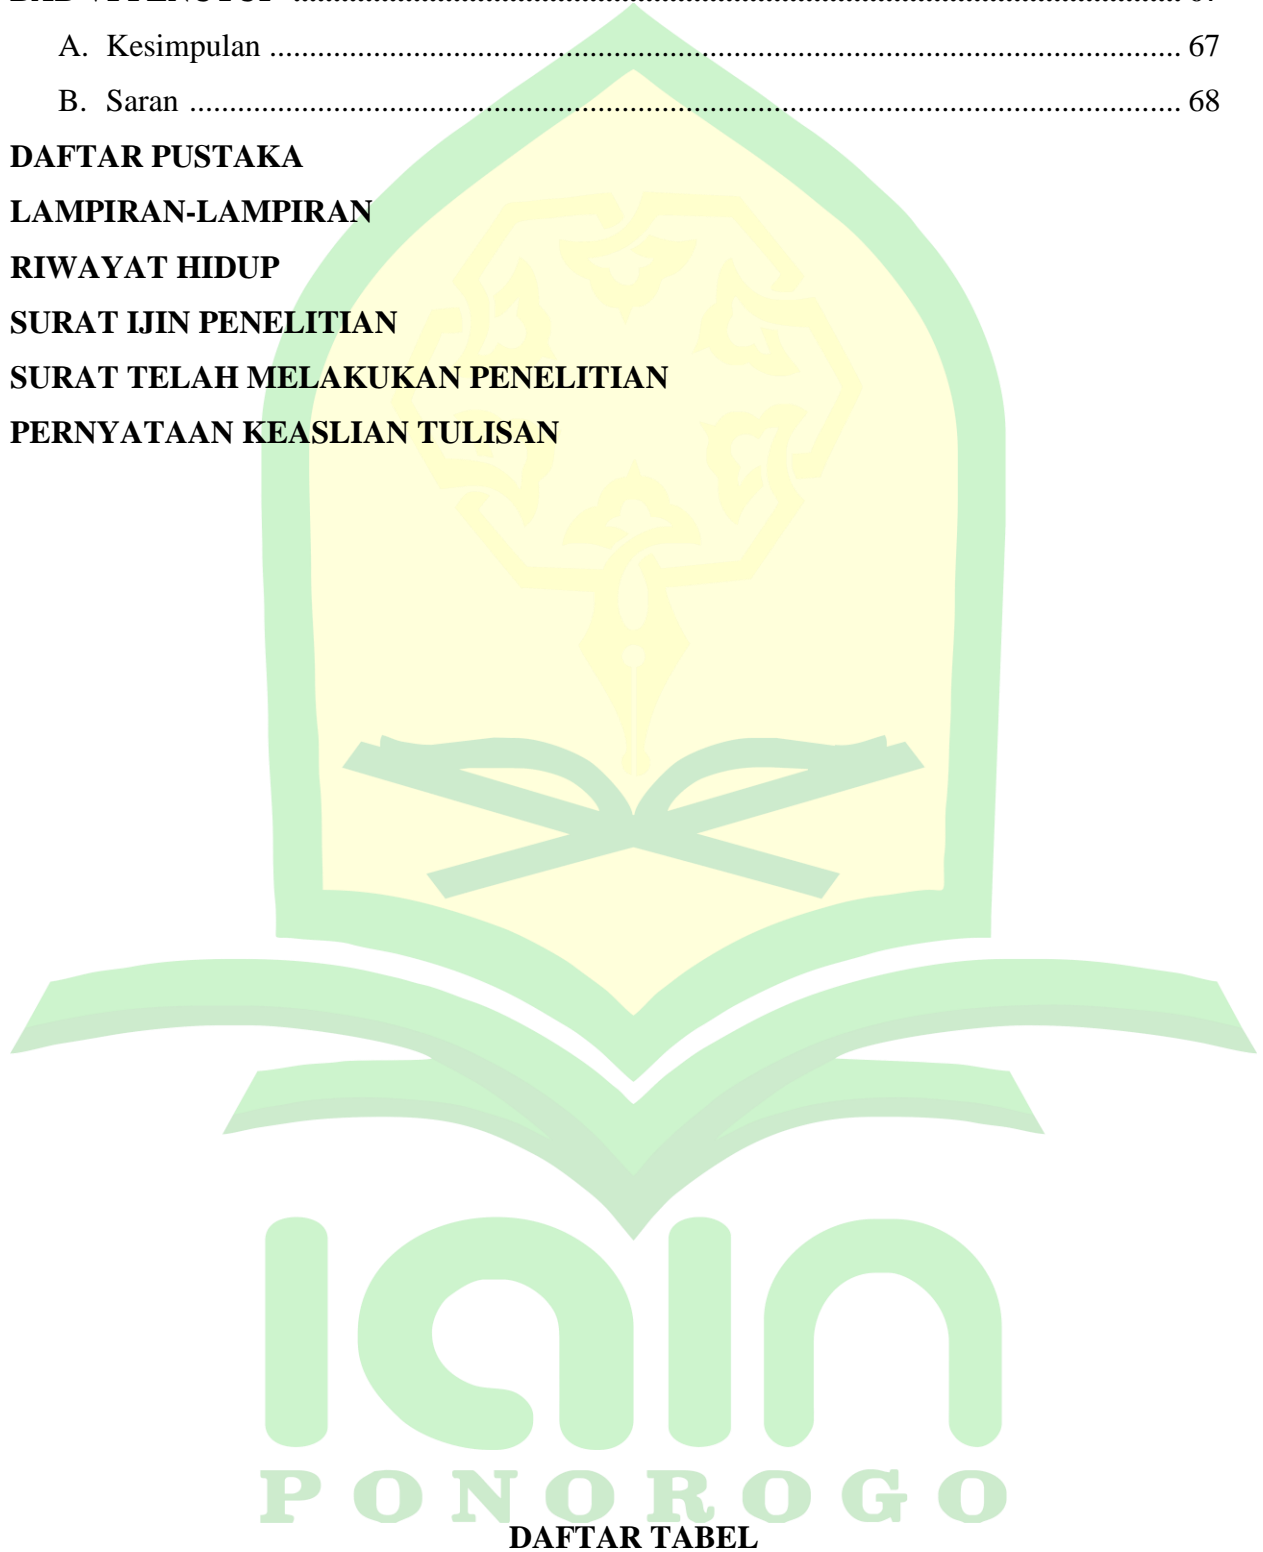 A. Kesimpulan ........................................................................................................ 67
B. Saran ........................................................................................................ 68
DAFTAR PUSTAKA
LAMPIRAN-LAMPIRAN
RIWAYAT HIDUP
SURAT IJIN PENELITIAN
SURAT TELAH MELAKUKAN PENELITIAN
PERNYATAAN KEASLIAN TULISAN
iain
PONOROGO
DAFTAR TABEL